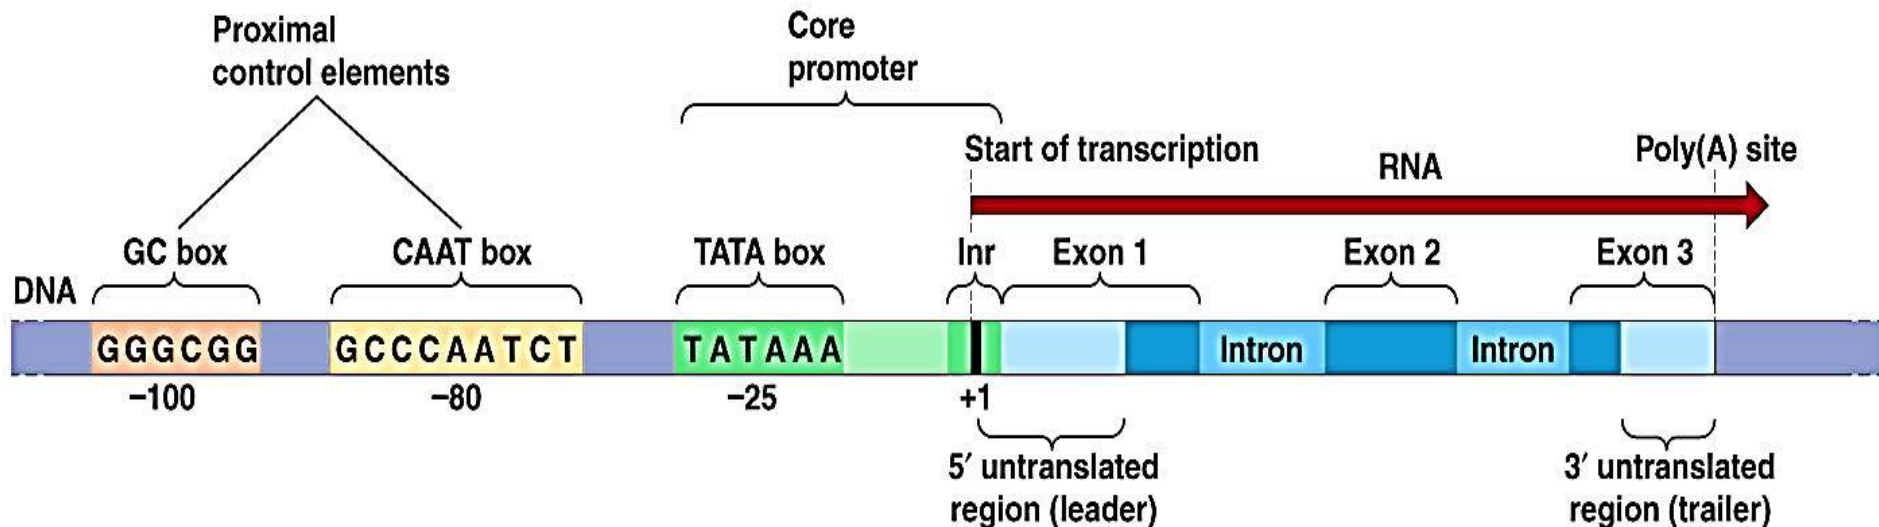 Proximal
control elements
Core
promoter
Start of transcription
RNA
Poly(A) site
GC box
CAAT box
TATA box
Inr
Exon 1
Exon 2
Exon 3
DNA
GGGCGG
GCCCAATCT
TATAAA
Intron
Intron
–100
–80
–25
+1
5′ untranslated
region (leader)
3′ untranslated
region (trailer)